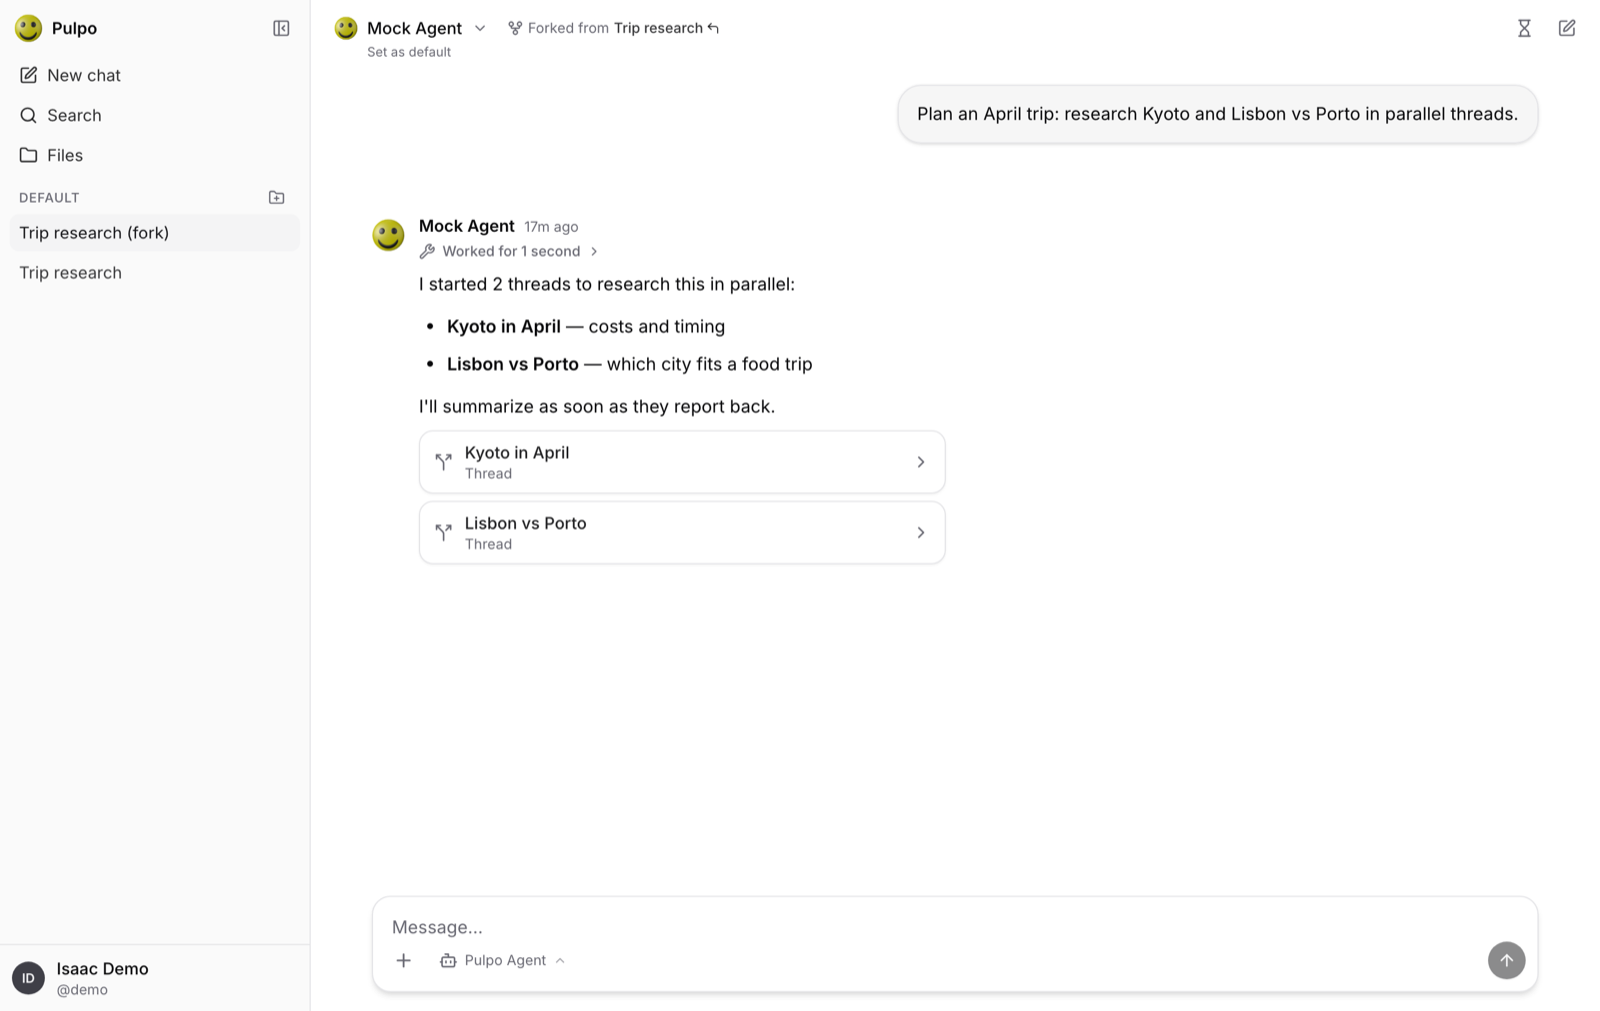 Pulpo
New chat
Search
Files
DEFAULT
Trip research (fork)
Trip research
ID
Isaac Demo
@demo
Mock Agent
Forked from Trip research
Set as default
Plan an April trip: research Kyoto and Lisbon vs Porto in parallel threads.
Mock Agent 17m ago
Worked for 1 second
I started 2 threads to research this in parallel:
• Kyoto in April — costs and timing
• Lisbon vs Porto — which city fits a food trip
I'll summarize as soon as they report back.
Kyoto in April
Thread
Lisbon vs Porto
Thread
Message...
Pulpo Agent